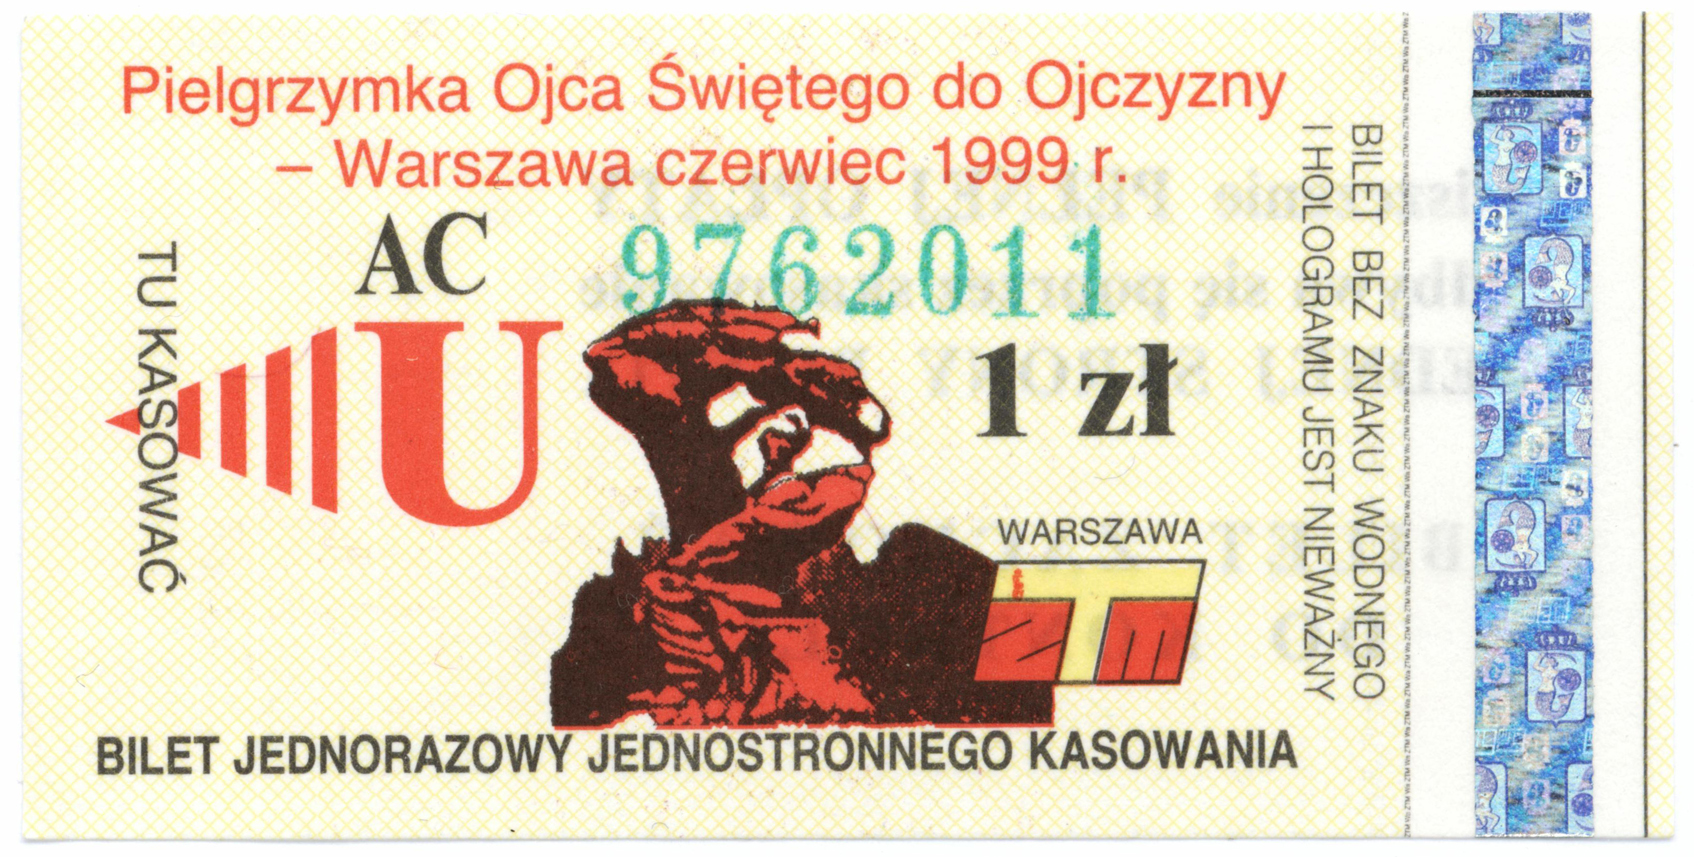 Pielgrzymka Ojca Świętego do Ojczyzny
– Warszawa czerwiec 1999 r.
AC 9762011
TU KASOWAĆ
U
1 zł
WARSZAWA
ZTM
BILET JEDNORAZOWY JEDNOSTRONNEGO KASOWANIA
BILET BEZ ZNAKU WODNEGO
I HOLOGRAMU JEST NIEWAŻNY